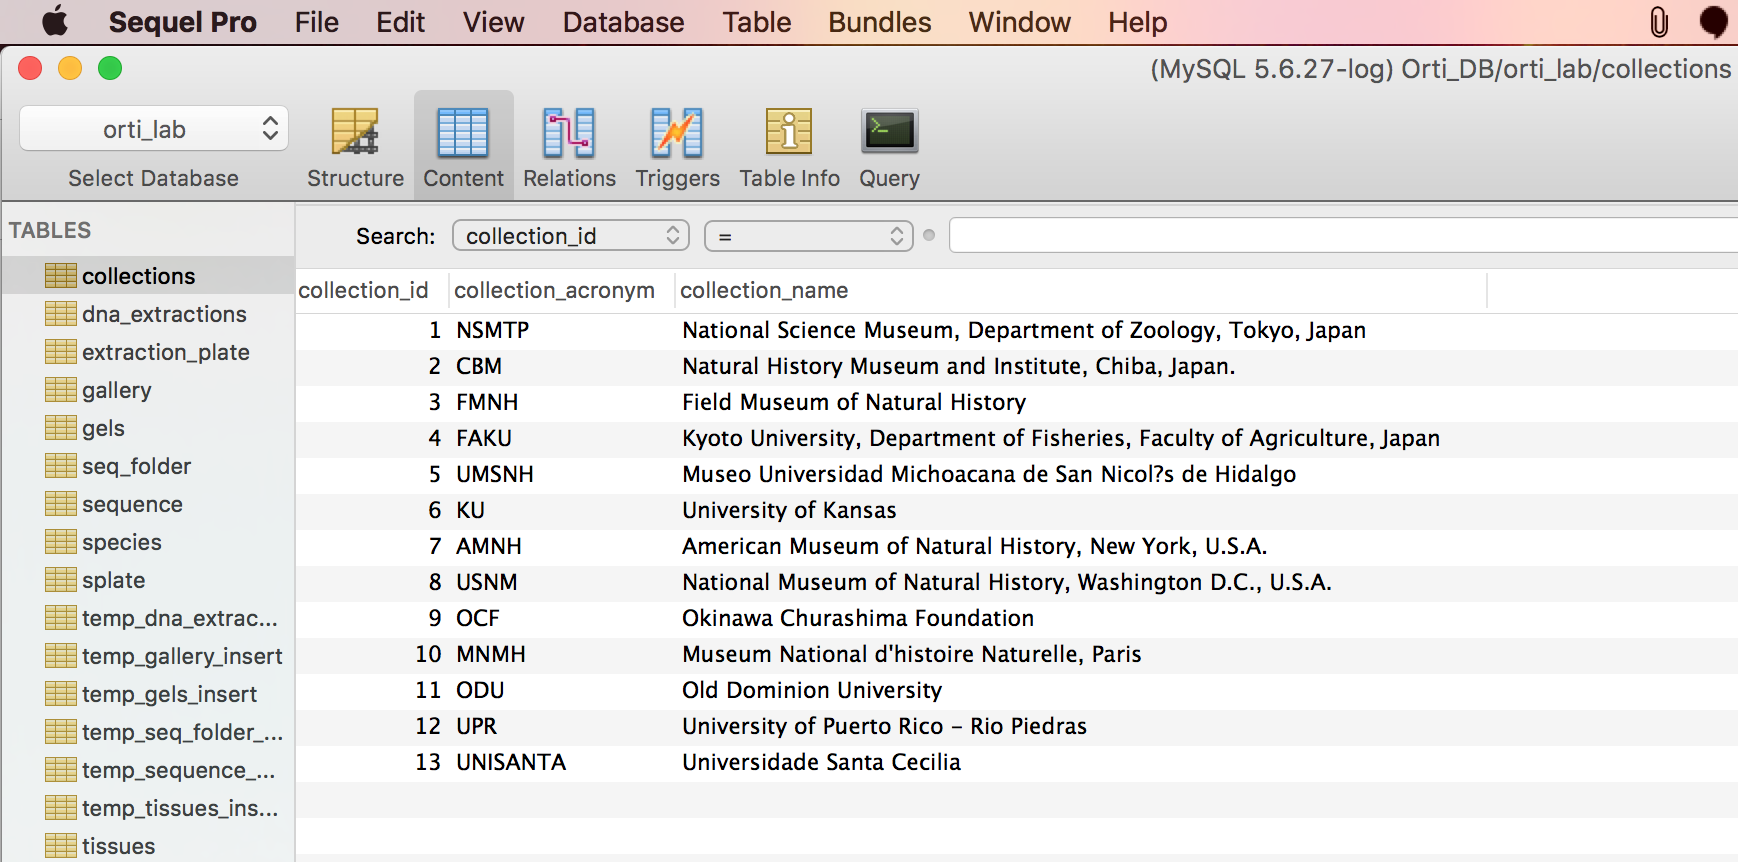 Sequel Pro File Edit View Database Table Bundles Window Help
(MySQL 5.6.27-log) Orti_DB/orti_lab/collections
orti_lab
Select Database Structure Content Relations Triggers Table Info Query
TABLES
collections
dna_extractions
extraction_plate
gallery
gels
seq_folder
sequence
species
splate
temp_dna_extrac...
temp_gallery_insert
temp_gels_insert
temp_seq_folder_...
temp_sequence_...
temp_tissues_ins...
tissues
Search: collection_id =
collection_id collection_acronym collection_name
1 NSMTP National Science Museum, Department of Zoology, Tokyo, Japan
2 CBM Natural History Museum and Institute, Chiba, Japan.
3 FMNH Field Museum of Natural History
4 FAKU Kyoto University, Department of Fisheries, Faculty of Agriculture, Japan
5 UMSNH Museo Universidad Michoacana de San Nicol?s de Hidalgo
6 KU University of Kansas
7 AMNH American Museum of Natural History, New York, U.S.A.
8 USNM National Museum of Natural History, Washington D.C., U.S.A.
9 OCF Okinawa Churashima Foundation
10 MNMH Museum National d'histoire Naturelle, Paris
11 ODU Old Dominion University
12 UPR University of Puerto Rico – Rio Piedras
13 UNISANTA Universidade Santa Cecilia